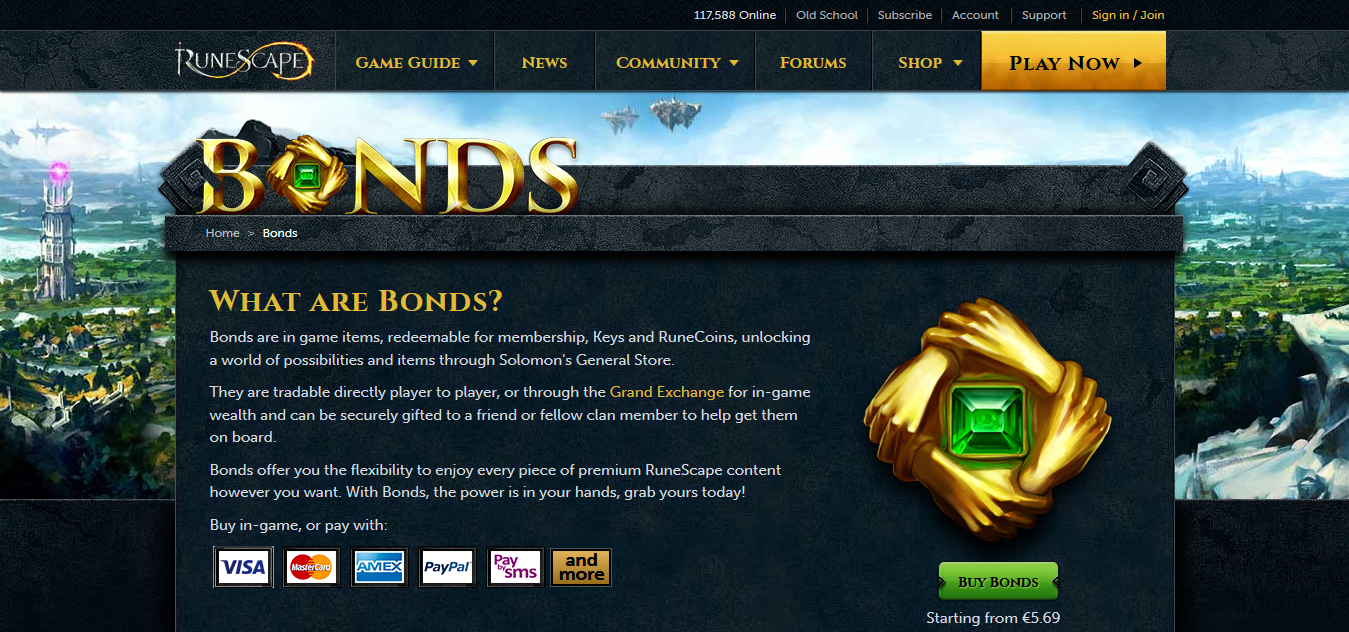 117,588 Online Old School Subscribe Account Support Sign in / Join
RuneScape Game Guide News Community Forums Shop Play Now
BONDS
Home > Bonds
What are Bonds?
Bonds are in game items, redeemable for membership, Keys and RuneCoins, unlocking
a world of possibilities and items through Solomon's General Store.
They are tradable directly player to player, or through the Grand Exchange for in-game
wealth and can be securely gifted to a friend or fellow clan member to help get them
on board.
Bonds offer you the flexibility to enjoy every piece of premium RuneScape content
however you want. With Bonds, the power is in your hands, grab yours today!
Buy in-game, or pay with:
VISA MasterCard AMEX PayPal Pay by sms and more
Buy Bonds
Starting from €5.69